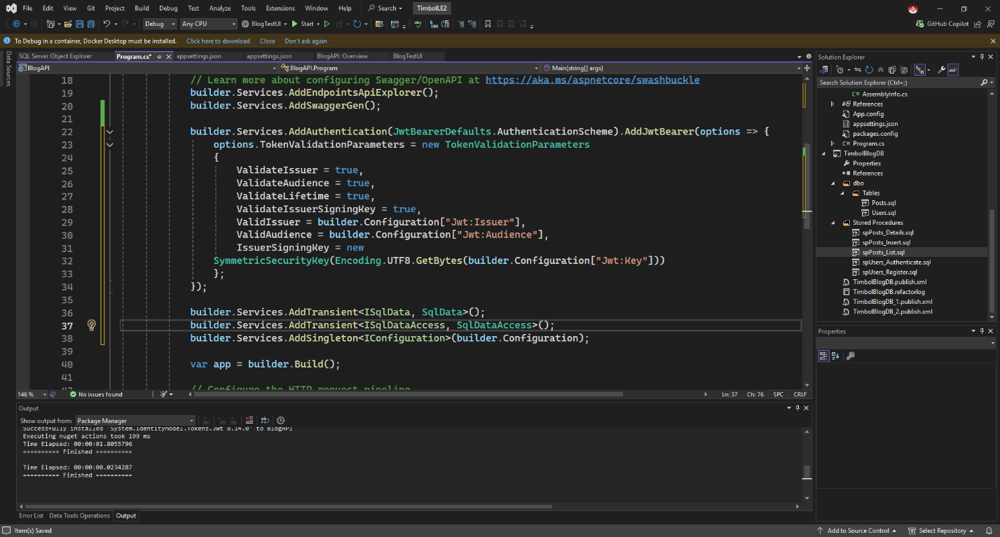 File Edit View Git Project Build Debug Test Analyze Tools Extensions Window Help Search TimbolLE2
Debug Any CPU BlogTestUI Start GitHub Copilot
To Debug in a container, Docker Desktop must be installed. Click here to download Close Don't ask again
Data Sources
SQL Server Object Explorer Program.cs* appsettings.json appsettings.json BlogAPI: Overview BlogTestUI
BlogAPI BlogAPI.Program Main(string[] args)
18 // Learn more about configuring Swagger/OpenAPI at https://aka.ms/aspnetcore/swashbuckle
19 builder.Services.AddEndpointsApiExplorer();
20 builder.Services.AddSwaggerGen();
21
22 builder.Services.AddAuthentication(JwtBearerDefaults.AuthenticationScheme).AddJwtBearer(options => {
23 options.TokenValidationParameters = new TokenValidationParameters
24 {
25 ValidateIssuer = true,
26 ValidateAudience = true,
27 ValidateLifetime = true,
28 ValidateIssuerSigningKey = true,
29 ValidIssuer = builder.Configuration["Jwt:Issuer"],
30 ValidAudience = builder.Configuration["Jwt:Audience"],
31 IssuerSigningKey = new
32 SymmetricSecurityKey(Encoding.UTF8.GetBytes(builder.Configuration["Jwt:Key"]))
33 };
34 });
35
36 builder.Services.AddTransient<ISqlData, SqlData>();
37 builder.Services.AddTransient<ISqlDataAccess, SqlDataAccess>();
38 builder.Services.AddSingleton<IConfiguration>(builder.Configuration);
39
40 var app = builder.Build();
41
42 // Configure the HTTP request pipeline
146 % No issues found Ln: 37 Ch: 76 SPC CRLF
Output
Show output from: Package Manager
Successfully installed 'System.IdentityModel.Tokens.Jwt 8.14.0' to BlogAPI
Executing nuget actions took 199 ms
Time Elapsed: 00:00:01.8055796
========== Finished ==========
Time Elapsed: 00:00:00.0234287
========== Finished ==========
Error List Data Tools Operations Output
Solution Explorer
Search Solution Explorer (Ctrl+;)
C# AssemblyInfo.cs
References
App.config
appsettings.json
packages.config
C# Program.cs
TimbolBlogDB
Properties
References
dbo
Tables
Posts.sql
Users.sql
Stored Procedures
spPosts_Details.sql
spPosts_Insert.sql
spPosts_List.sql
spUsers_Authenticate.sql
spUsers_Register.sql
TimbolBlogDB.publish.xml
TimbolBlogDB.refactorlog
TimbolBlogDB_1.publish.xml
TimbolBlogDB_2.publish.xml
Properties
Item(s) Saved Add to Source Control Select Repository